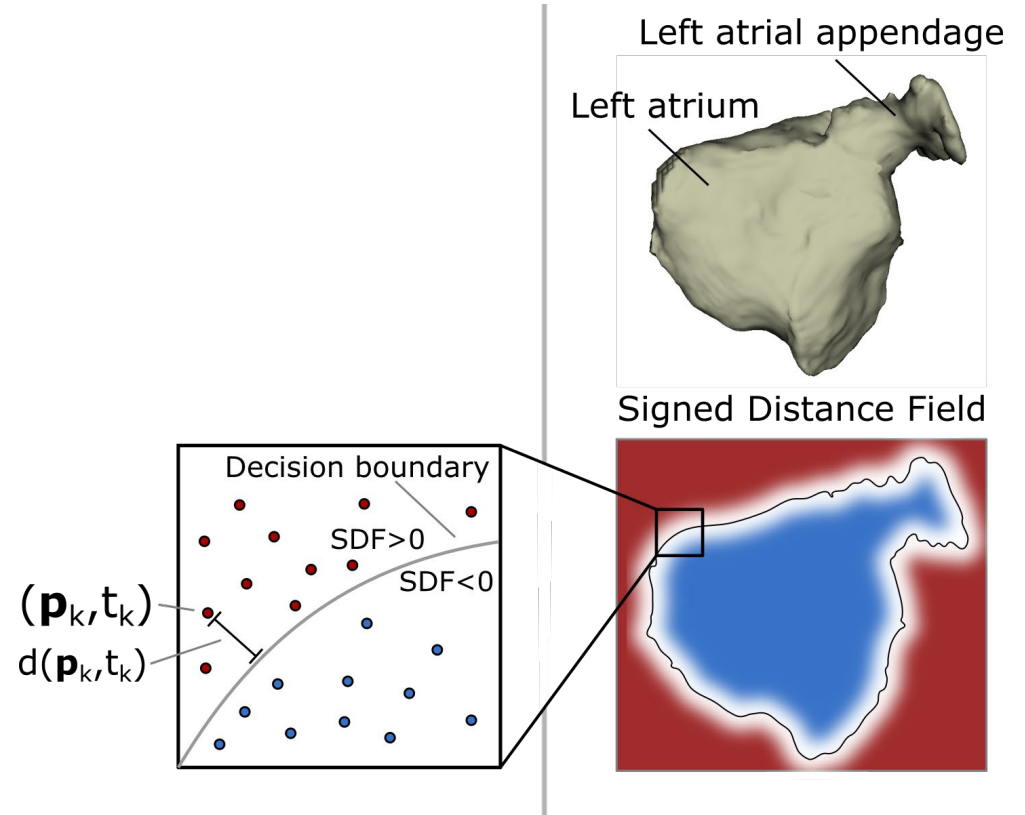 Left atrial appendage
Left atrium
Signed Distance Field
Decision boundary
SDF>0
SDF<0
(pk,tk)
d(pk,tk)